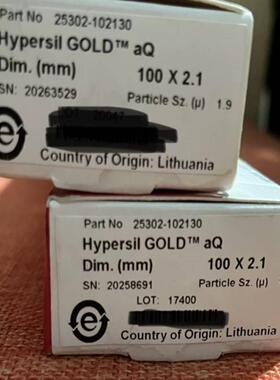 Part No 25302-102130
Hypersil GOLD™ aQ
Dim. (mm) 100 X 2.1
SN: 20263529 Particle Sz. (µ) 1.9
Country of Origin: Lithuania
e
Part No 25302-102130
Hypersil GOLD™ aQ
Dim. (mm) 100 X 2.1
SN: 20258691 Particle Sz. (µ)
LOT: 17400
Country of Origin: Lithuania
e